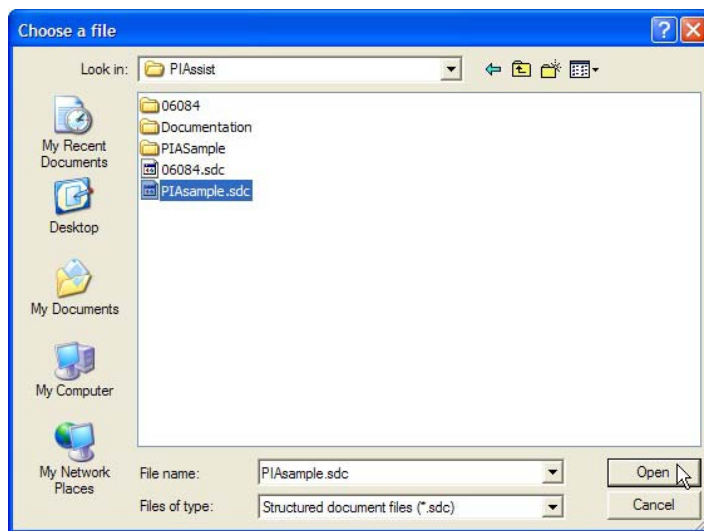 Choose a file
Look in: PIAssist
06084
Documentation
PIASample
06084.sdc
PIAsample.sdc
My Recent
Documents
Desktop
My Documents
My Computer
My Network
Places
File name: PIAsample.sdc Open
Files of type: Structured document files (*.sdc) Cancel